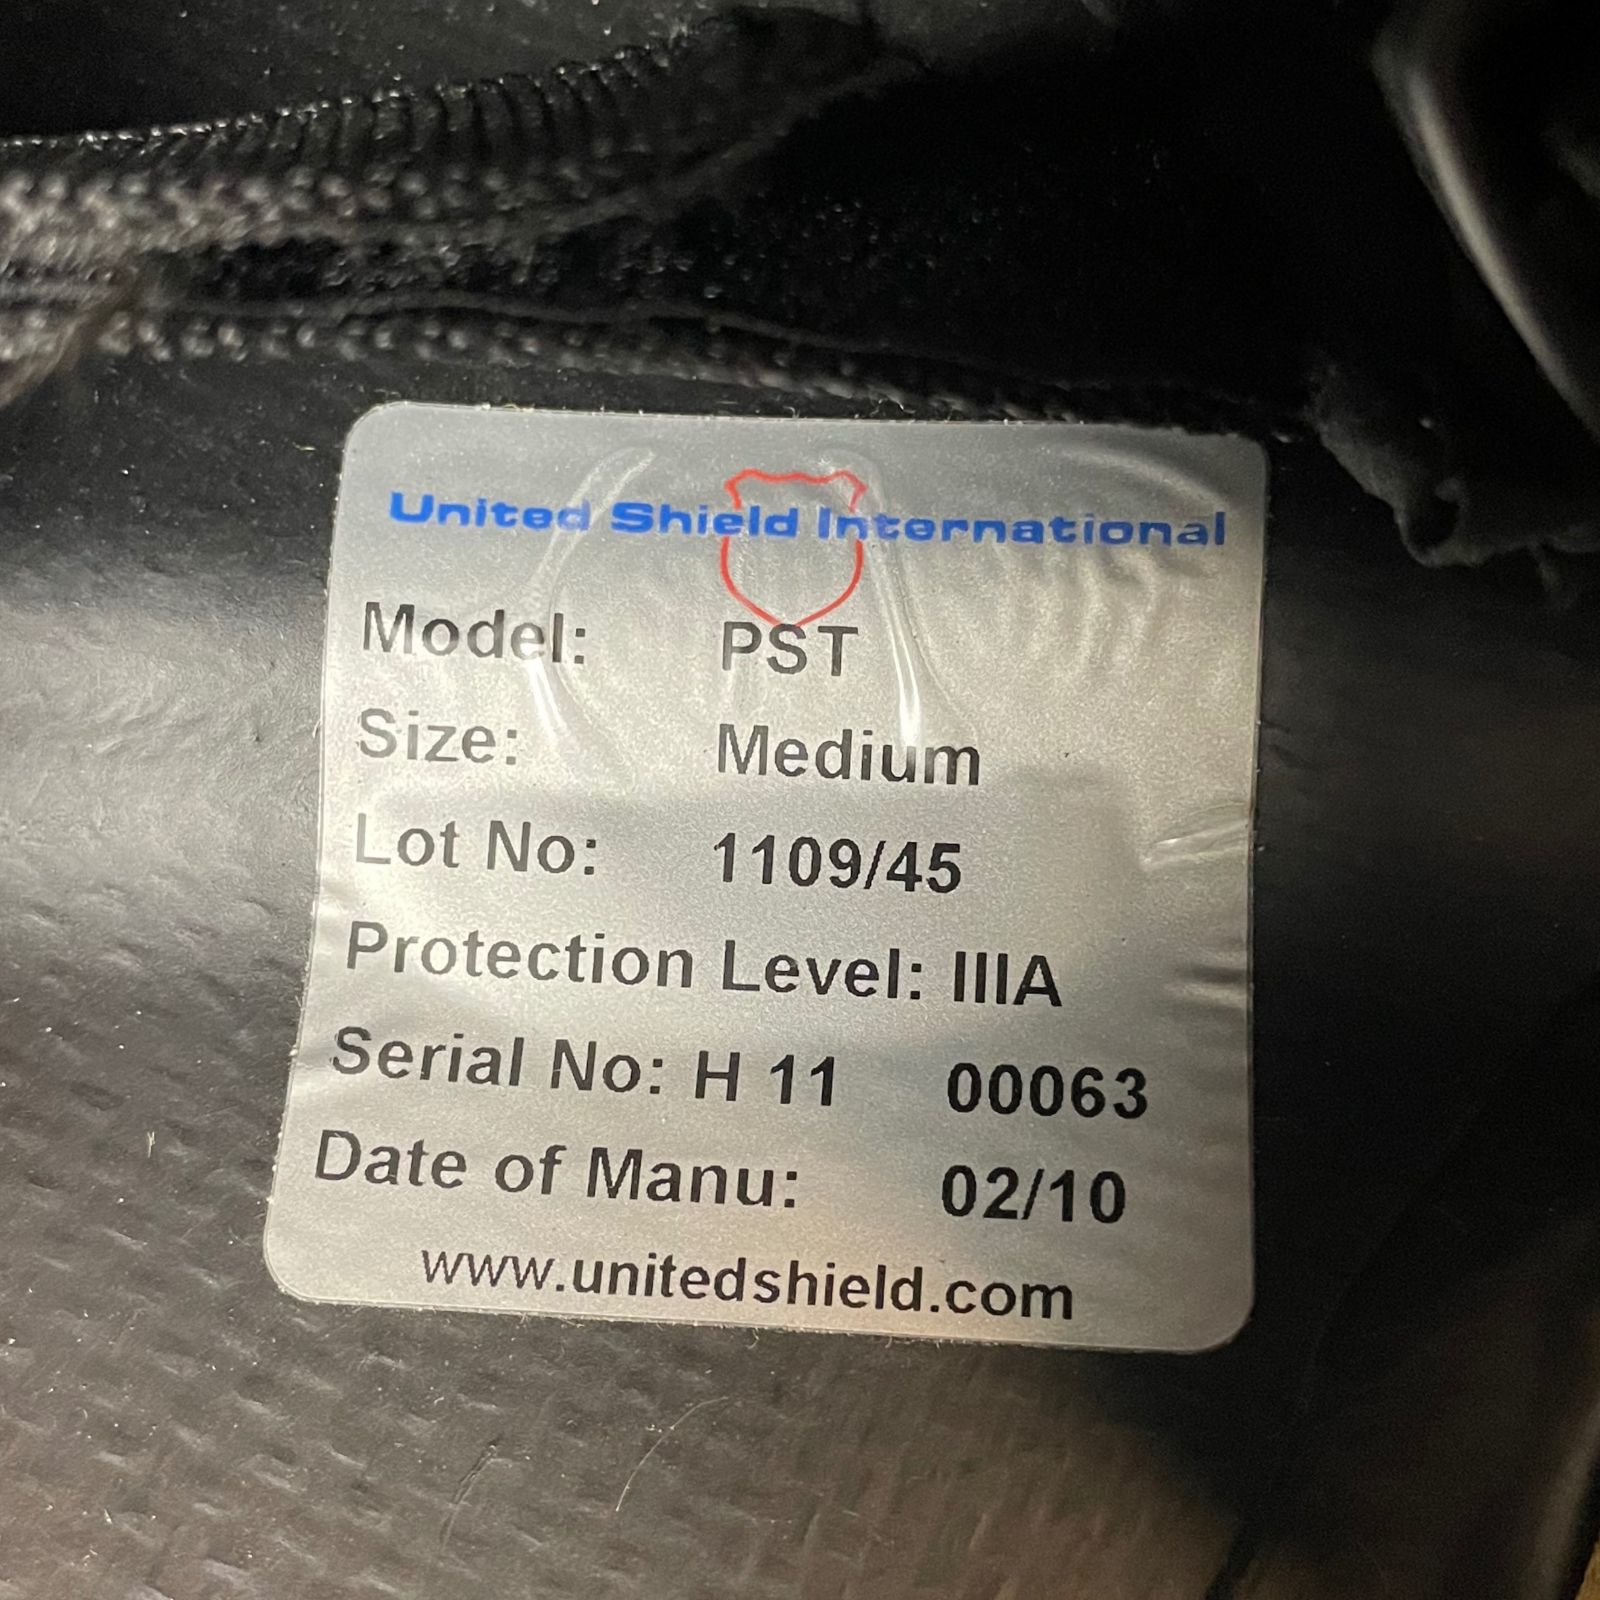 United Shield International
Model: PST
Size: Medium
Lot No: 1109/45
Protection Level: IIIA
Serial No: H 11 00063
Date of Manu: 02/10
www.unitedshield.com